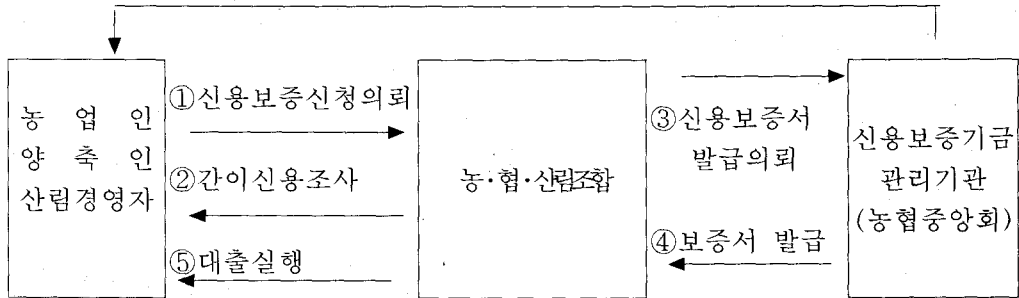 농 업 인
양 축 인
산림경영자
①신용보증신청의뢰
②간이신용조사
⑤대출실행
농·협·산림조합
③신용보증서
발급의뢰
④보증서 발급
신용보증기금
관리기관
(농협중앙회)